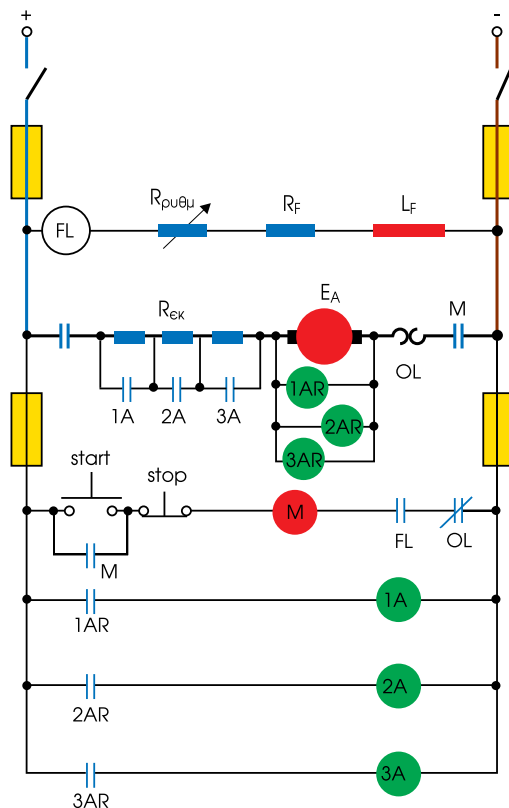 + -
FL Rρυθμ RF LF
Rεκ EA M
OL
1A 2A 3A 1AR
2AR
3AR
start stop
M
FL OL
M
1AR 1A
2AR 2A
3AR 3A